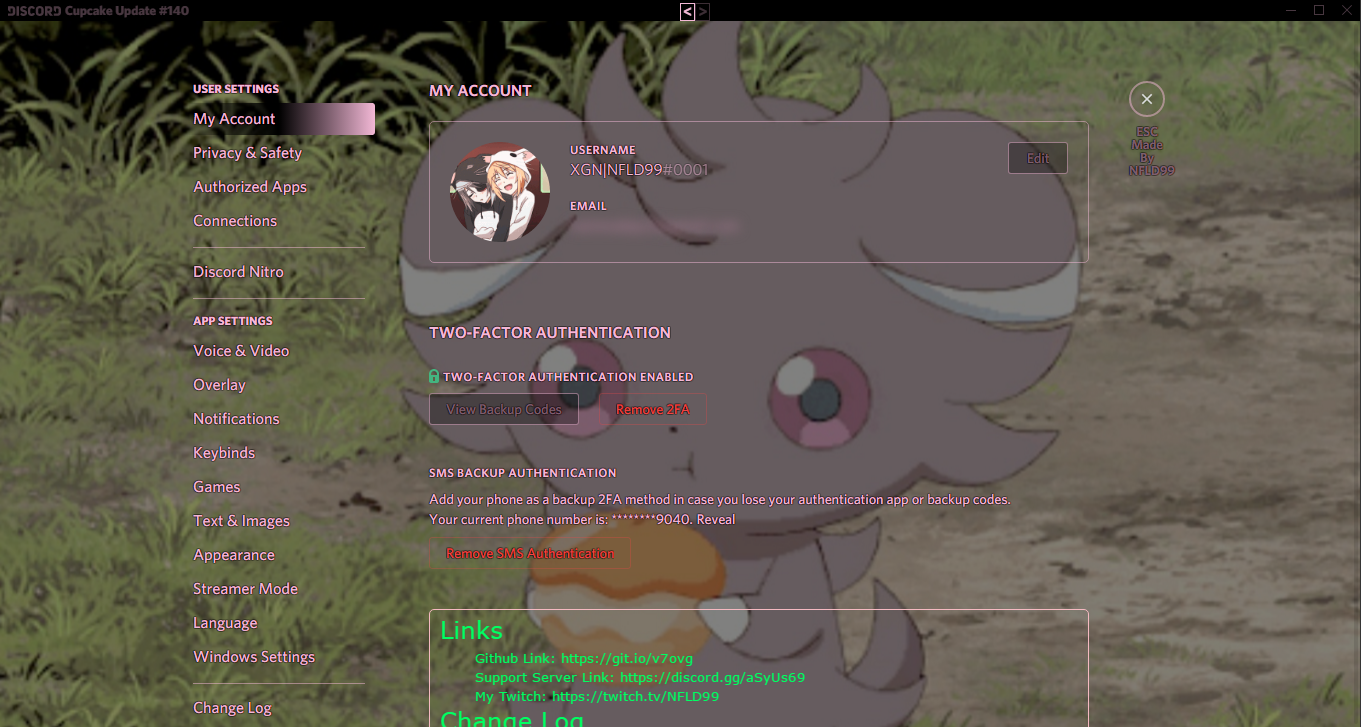 DISCORD Cupcake Update #140
< >
USER SETTINGS
My Account
Privacy & Safety
Authorized Apps
Connections
Discord Nitro
APP SETTINGS
Voice & Video
Overlay
Notifications
Keybinds
Games
Text & Images
Appearance
Streamer Mode
Language
Windows Settings
Change Log
MY ACCOUNT
USERNAME
XGN|NFLD99#0001
EMAIL
Edit
TWO-FACTOR AUTHENTICATION
TWO-FACTOR AUTHENTICATION ENABLED
View Backup Codes
Remove 2FA
SMS BACKUP AUTHENTICATION
Add your phone as a backup 2FA method in case you lose your authentication app or backup codes.
Your current phone number is: ********9040. Reveal
Remove SMS Authentication
Links
Github Link: https://git.io/v7ovg
Support Server Link: https://discord.gg/aSyUs69
My Twitch: https://twitch.tv/NFLD99
Change Log
ESC
Made
By
NFLD99